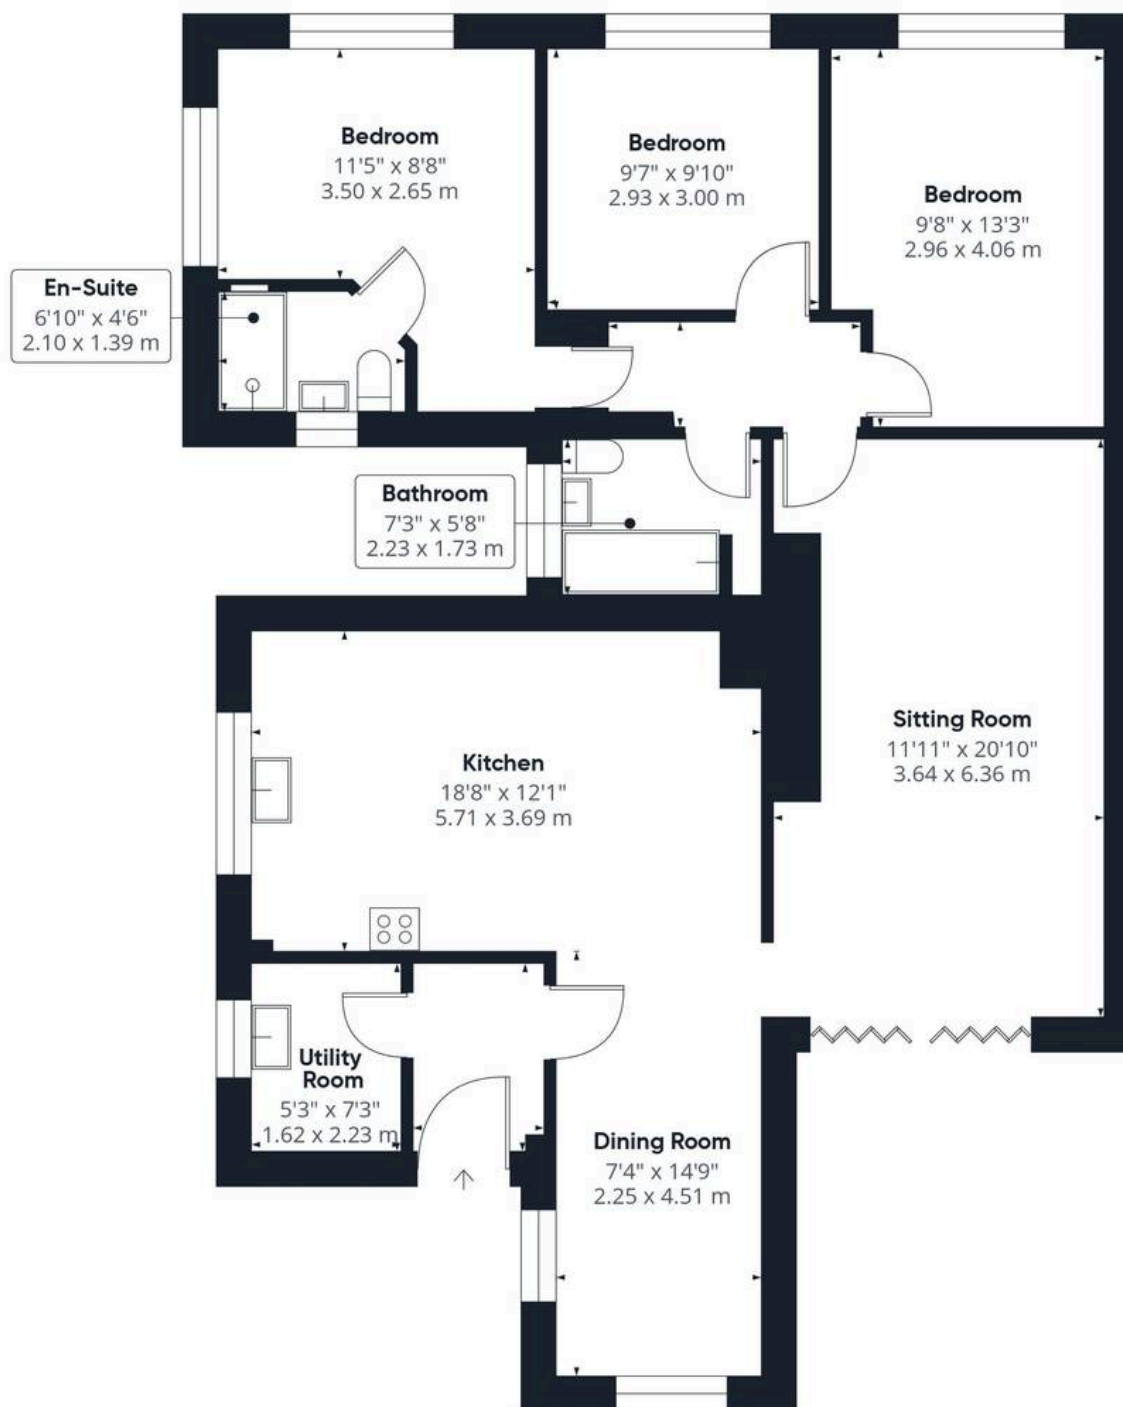 Bedroom
11'5" x 8'8"
3.50 x 2.65 m
Bedroom
9'7" x 9'10"
2.93 x 3.00 m
Bedroom
9'8" x 13'3"
2.96 x 4.06 m
En-Suite
6'10" x 4'6"
2.10 x 1.39 m
Bathroom
7'3" x 5'8"
2.23 x 1.73 m
Sitting Room
11'11" x 20'10"
3.64 x 6.36 m
Kitchen
18'8" x 12'1"
5.71 x 3.69 m
Utility
Room
5'3" x 7'3"
1.62 x 2.23 m
Dining Room
7'4" x 14'9"
2.25 x 4.51 m